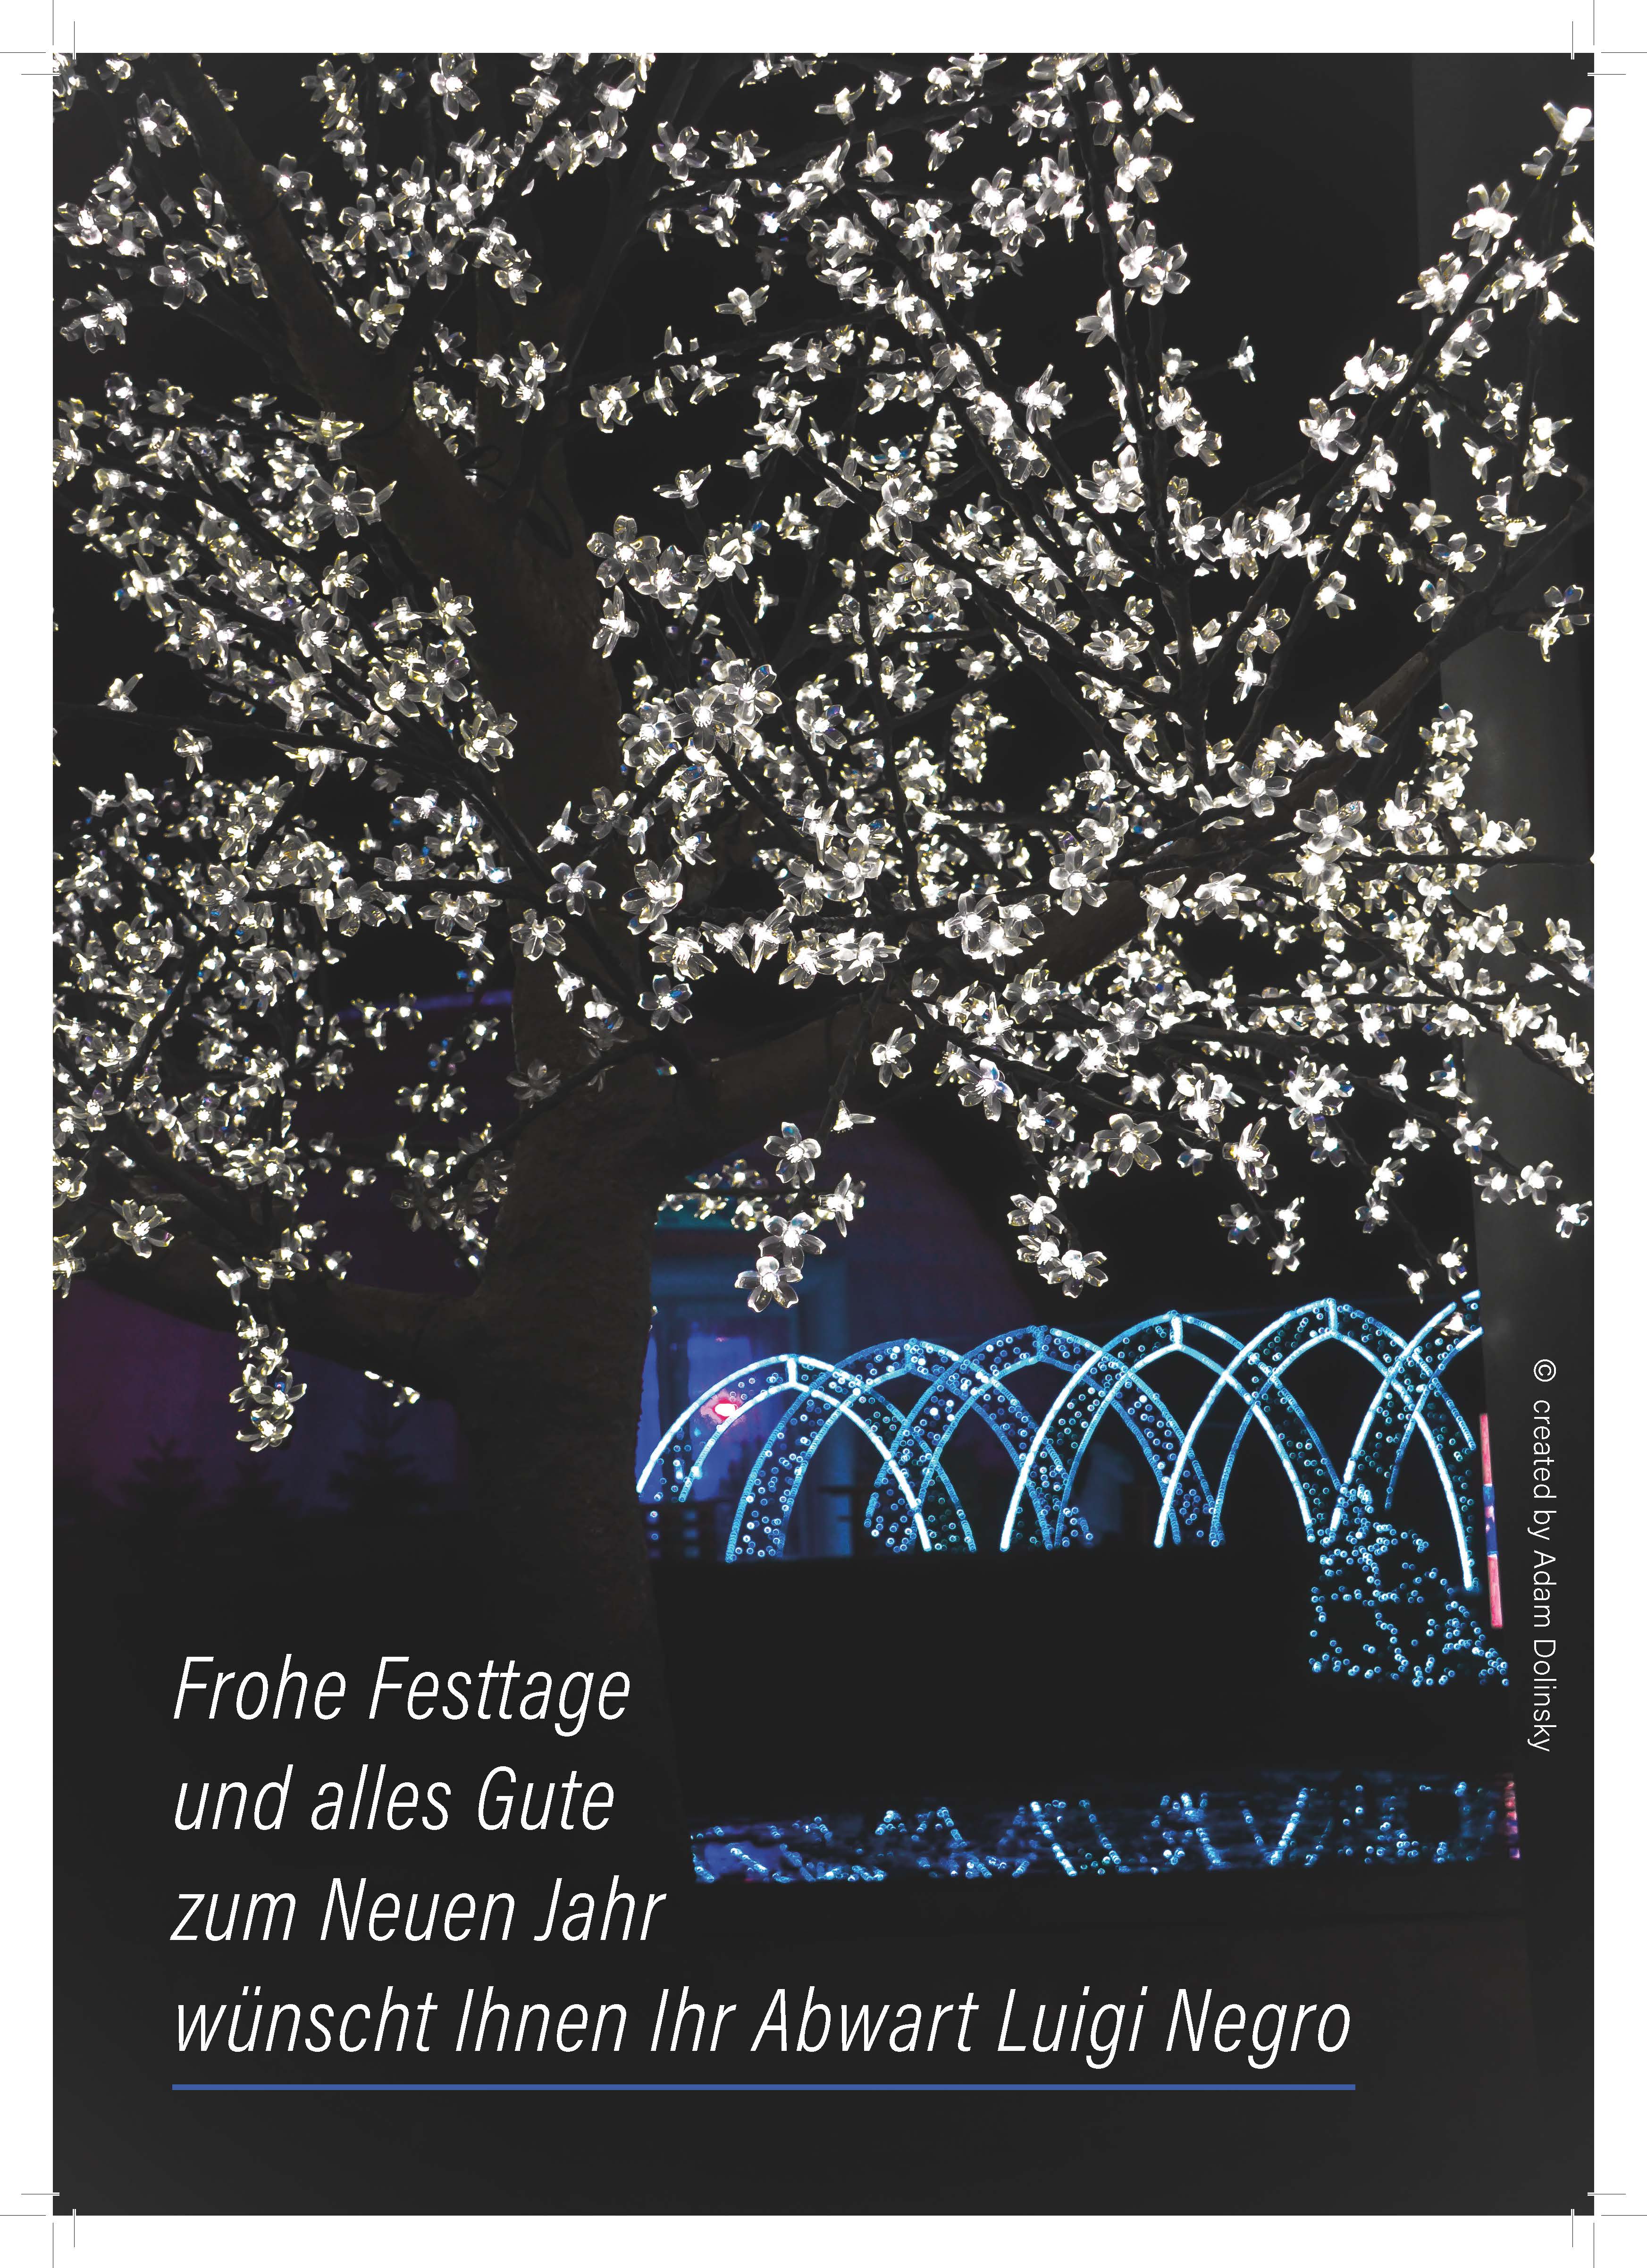 Frohe Festtage
und alles Gute
zum Neuen Jahr
wünscht Ihnen Ihr Abwart Luigi Negro
© created by Adam Dolinsky